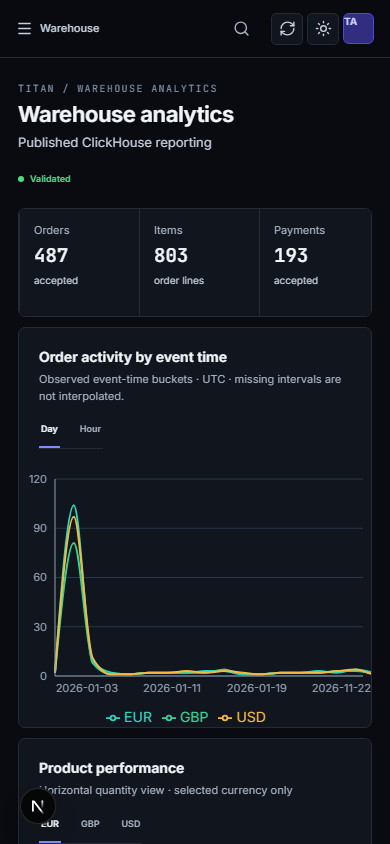 Warehouse
TA
TITAN / WAREHOUSE ANALYTICS
Warehouse analytics
Published ClickHouse reporting
Validated
Orders Items Payments
487 803 193
accepted order lines accepted
Order activity by event time
Observed event-time buckets · UTC · missing intervals are
not interpolated.
Day Hour
120
90
60
30
0
2026-01-03 2026-01-11 2026-01-19 2026-11-22
EUR GBP USD
Product performance
Horizontal quantity view · selected currency only
N
EUR GBP USD